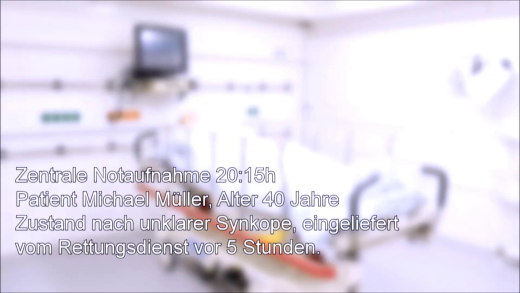 Zentrale Notaufnahme 20:15h
Patient Michael Müller, Alter 40 Jahre
Zustand nach unklarer Synkope, eingeliefert
vom Rettungsdienst vor 5 Stunden.